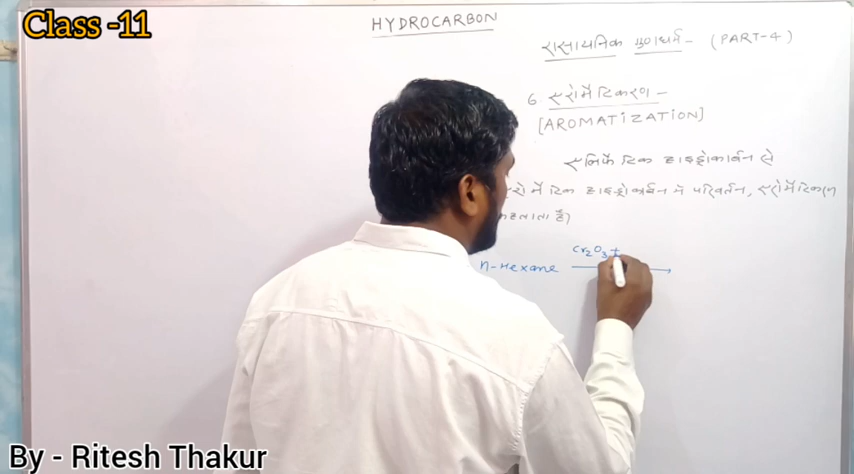 Class -11
HYDROCARBON
रासायनिक गुणधर्म - (PART-4)
6. एरोमैटिकरण -
[AROMATIZATION]
एलिफैटिक हाइड्रोकार्बन से
एरोमैटिक हाइड्रोकार्बन में परिवर्तन, एरोमैटिकरण
कहलाता है।
n-Hexane Cr₂O₃ +
By - Ritesh Thakur